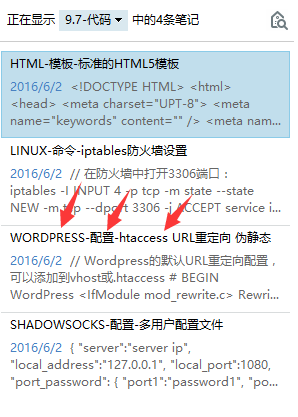 正在显示 9.7-代码 中的4条笔记
HTML-模板-标准的HTML5模板
2016/6/2 <!DOCTYPE HTML> <html>
<head> <meta charset="UPT-8"> <meta
name="keywords" content="" /> <meta nam...
LINUX-命令-iptables防火墙设置
2016/6/2 // 在防火墙中打开3306端口：
iptables -I INPUT 4 -p tcp -m state --state
NEW -m tcp --dport 3306 -j ACCEPT service i...
WORDPRESS-配置-htaccess URL重定向 伪静态
2016/6/2 // Wordpress的默认URL重定向配置，
可以添加到vhost或.htaccess # BEGIN
WordPress <IfModule mod_rewrite.c> Rewri...
SHADOWSOCKS-配置-多用户配置文件
2016/6/2 { "server":"server ip",
"local_address":"127.0.0.1", "local_port":1080,
"port_password": { "port1":"password1", "po...